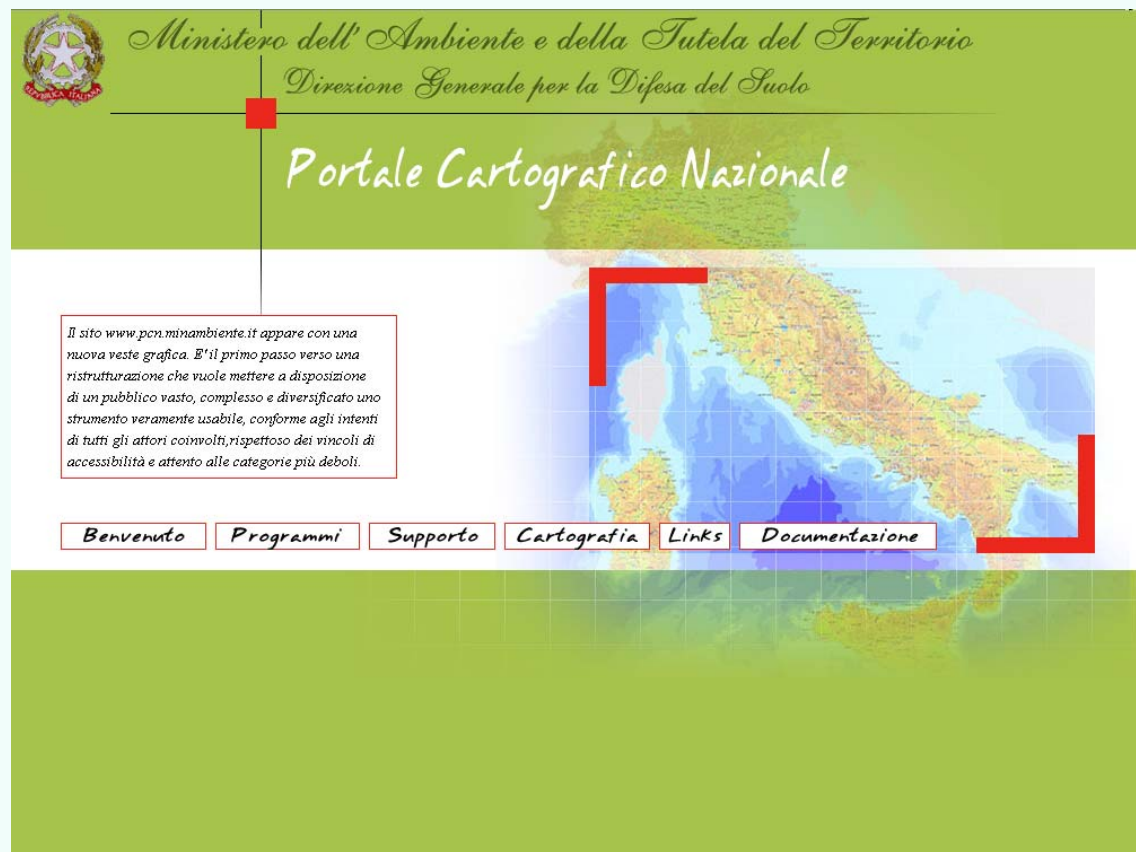 Ministero dell' Ambiente e della Tutela del Territorio
Direzione Generale per la Difesa del Suolo
REPVBBLICA ITALIANA
Portale Cartografico Nazionale
Il sito www.pcn.minambiente.it appare con una
nuova veste grafica. E' il primo passo verso una
ristrutturazione che vuole mettere a disposizione
di un pubblico vasto, complesso e diversificato uno
strumento veramente usabile, conforme agli intenti
di tutti gli attori coinvolti,rispettoso dei vincoli di
accessibilità e attento alle categorie più deboli.
Benvenuto Programmi Supporto Cartografia Links Documentazione